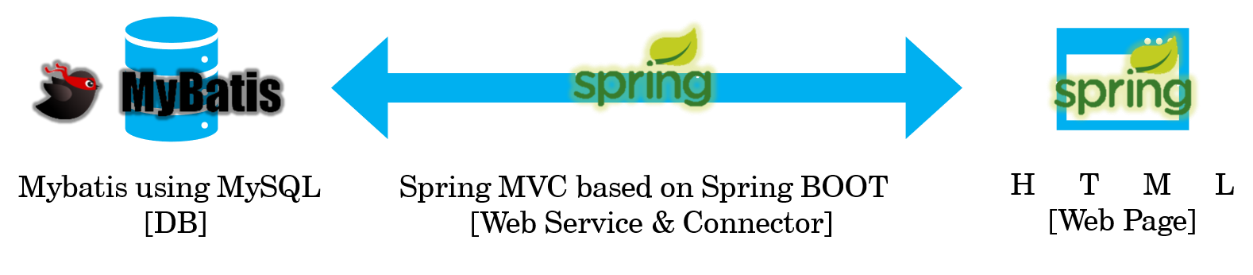 MyBatis
spring
spring
Mybatis using MySQL
[DB]
Spring MVC based on Spring BOOT
[Web Service & Connector]
H T M L
[Web Page]